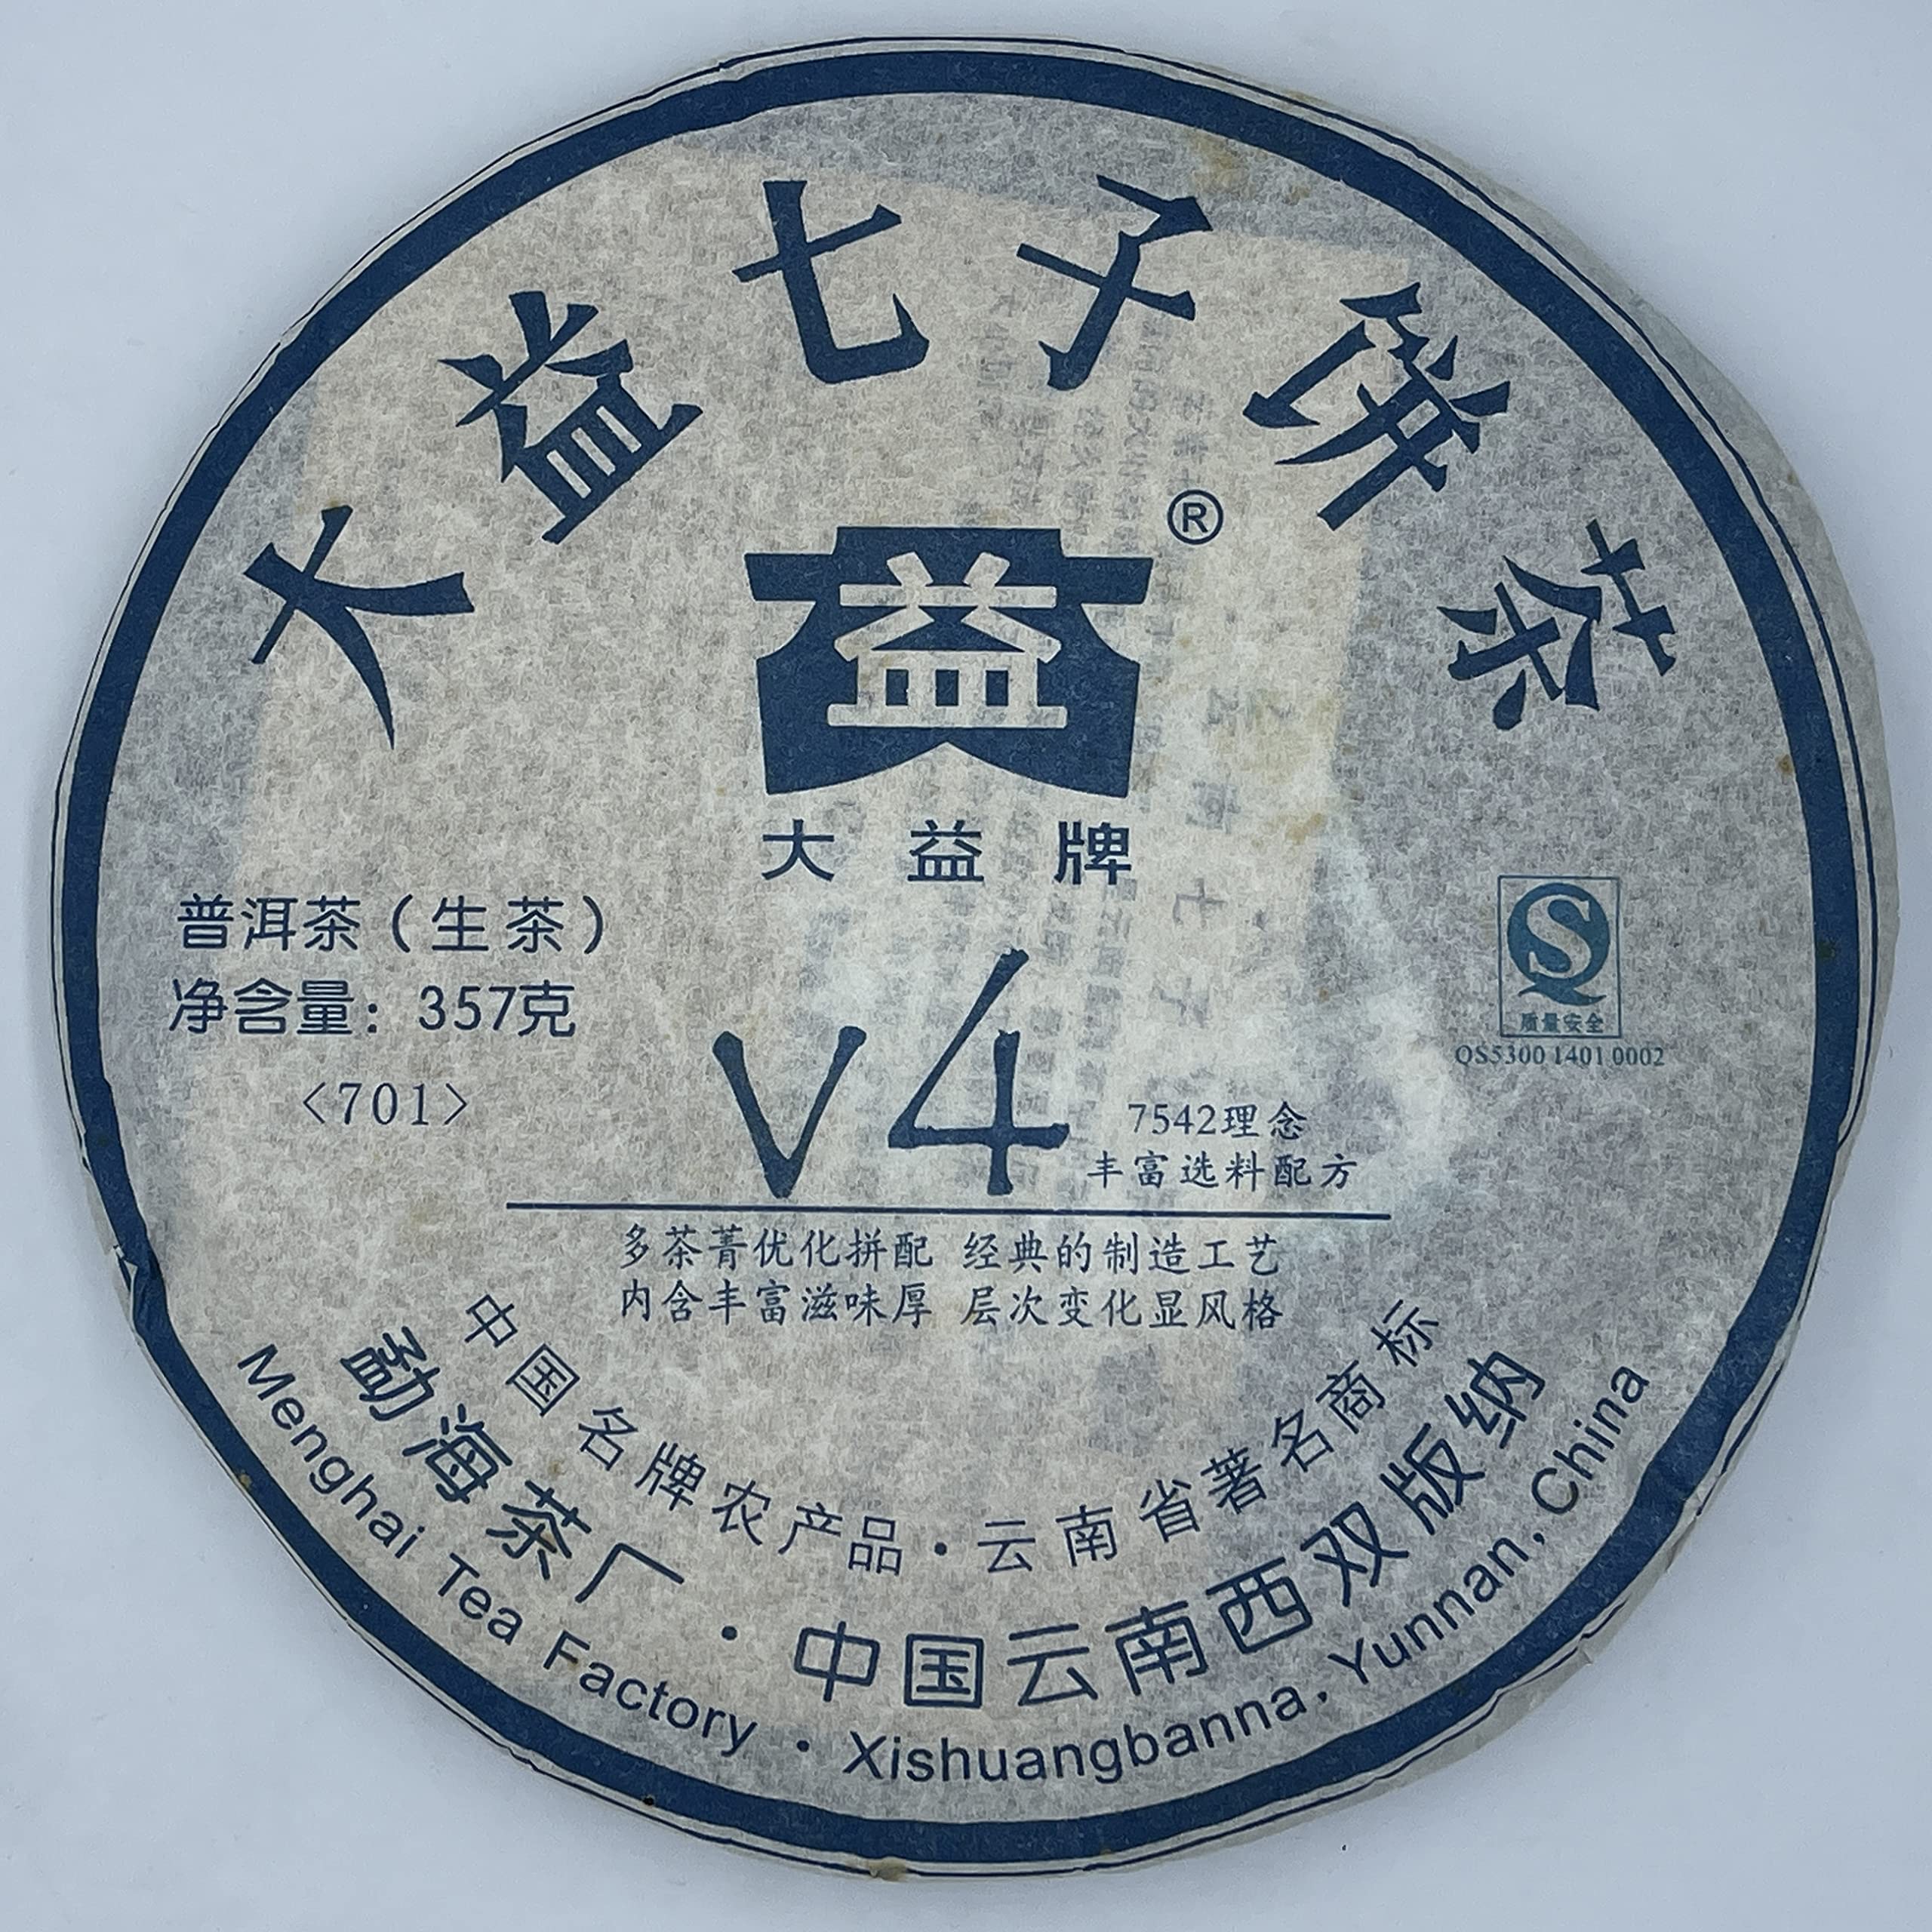 大益七子饼茶
益
®
大益牌
普洱茶（生茶）
净含量：357克
<701>
V4
7542理念
丰富选料配方
多茶菁优化拼配 经典的制造工艺
内含丰富滋味厚 层次变化显风格
质量安全
QS5300 1401 0002
中国名牌农产品·云南省著名商标
勐海茶厂·中国云南西双版纳
Menghai Tea Factory · Xishuangbanna, Yunnan, China